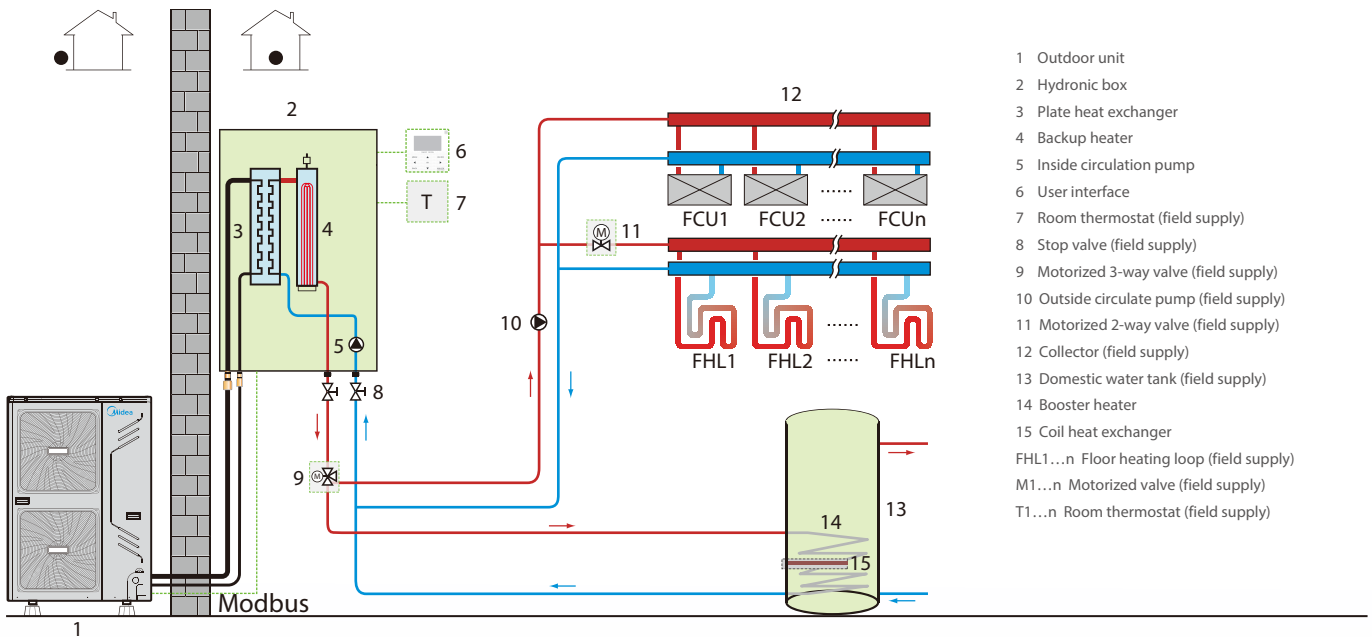 2
12
6
T
7
3
4
FCU1
FCU2
......
FCUn
M
11
10
5
FHL1
FHL2
......
FHLn
8
Midea
M
9
14
13
15
Modbus
1
1 Outdoor unit
2 Hydronic box
3 Plate heat exchanger
4 Backup heater
5 Inside circulation pump
6 User interface
7 Room thermostat (field supply)
8 Stop valve (field supply)
9 Motorized 3-way valve (field supply)
10 Outside circulate pump (field supply)
11 Motorized 2-way valve (field supply)
12 Collector (field supply)
13 Domestic water tank (field supply)
14 Booster heater
15 Coil heat exchanger
FHL1...n Floor heating loop (field supply)
M1...n Motorized valve (field supply)
T1...n Room thermostat (field supply)